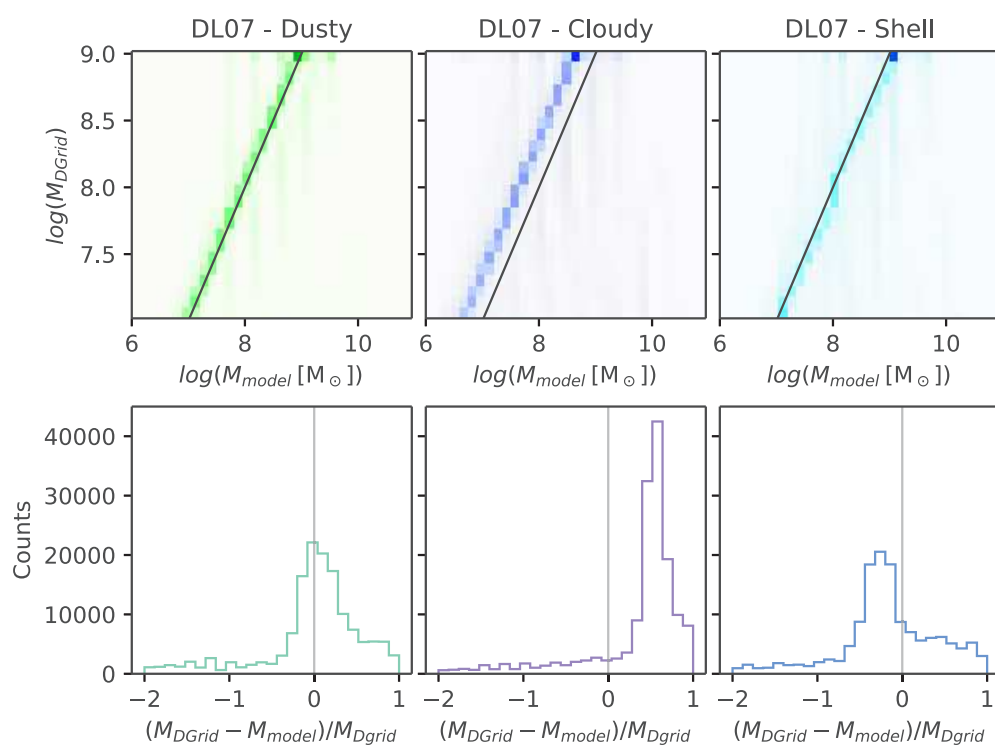 DL07 - Dusty DL07 - Cloudy DL07 - Shell
9.0
8.5
8.0
7.5
log(M_DGrid)
6 8 10 6 8 10 6 8 10
log(M_model [M_⊙]) log(M_model [M_⊙]) log(M_model [M_⊙])
40000
30000
20000
10000
0
Counts
−2 −1 0 1 −2 −1 0 1 −2 −1 0 1
(M_DGrid − M_model)/M_Dgrid (M_DGrid − M_model)/M_Dgrid (M_DGrid − M_model)/M_Dgrid